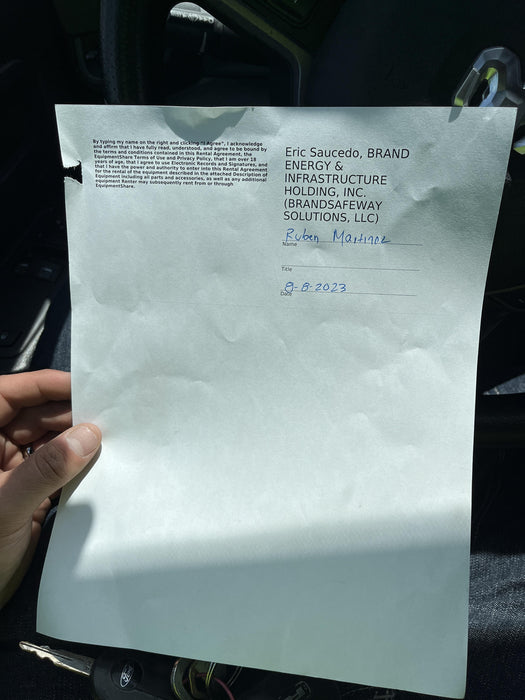 By typing my name on the right and clicking "I Agree", I acknowledge
and affirm that I have fully read, understood, and agree to be bound by
the terms and conditions contained in this Rental Agreement, the
EquipmentShare Terms of Use and Privacy Policy, that I am over 18
years of age, that I agree to use Electronic Records and Signatures, and
that I have the power and authority to enter into this Rental Agreement
for the rental of the equipment described in the attached Description of
Equipment including all parts and accessories, as well as any additional
equipment Renter may subsequently rent from or through
EquipmentShare.
Eric Saucedo, BRAND
ENERGY &
INFRASTRUCTURE
HOLDING, INC.
(BRANDSAFEWAY
SOLUTIONS, LLC)
Ruben Martinez
Name
Title
8-8-2023
Date